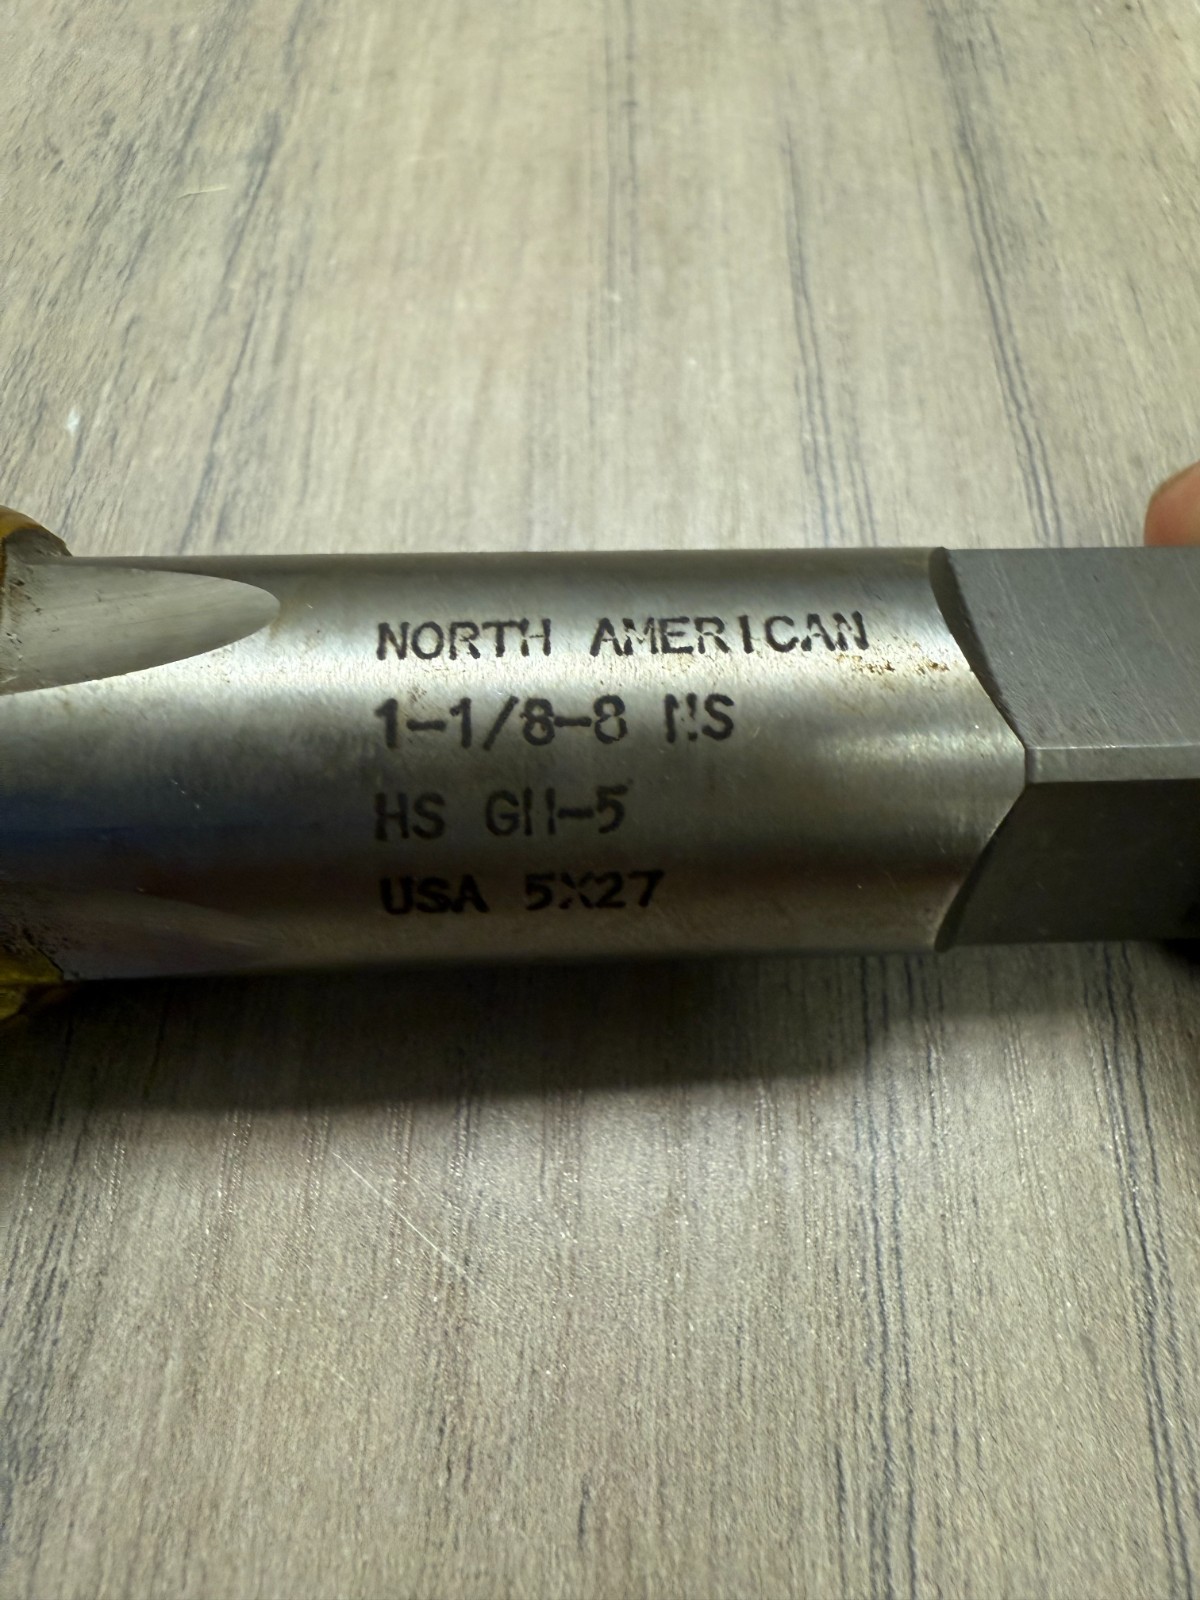 NORTH AMERICAN
1-1/8-8 NS
HS GH-5
USA 5X27